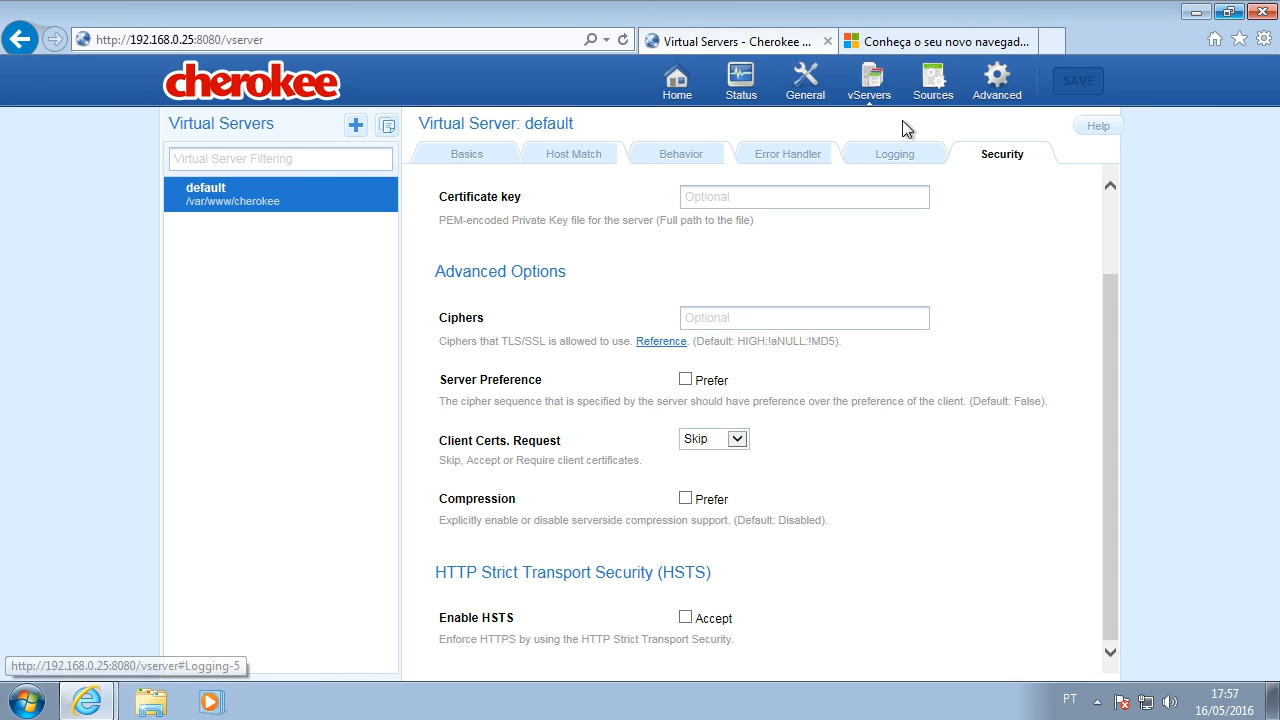 http://192.168.0.25:8080/vserver
Virtual Servers - Cherokee ...
Conheça o seu novo navegad...
cherokee
Home
Status
General
vServers
Sources
Advanced
SAVE
Virtual Servers
Virtual Server: default
Help
Virtual Server Filtering
Basics
Host Match
Behavior
Error Handler
Logging
Security
default
/var/www/cherokee
Certificate key
Optional
PEM-encoded Private Key file for the server (Full path to the file)
Advanced Options
Ciphers
Optional
Ciphers that TLS/SSL is allowed to use. Reference. (Default: HIGH:!aNULL:!MD5).
Server Preference
Prefer
The cipher sequence that is specified by the server should have preference over the preference of the client. (Default: False).
Client Certs. Request
Skip
Skip, Accept or Require client certificates.
Compression
Prefer
Explicitly enable or disable serverside compression support. (Default: Disabled).
HTTP Strict Transport Security (HSTS)
Enable HSTS
Accept
Enforce HTTPS by using the HTTP Strict Transport Security.
http://192.168.0.25:8080/vserver#Logging-5
PT
17:57
16/05/2016